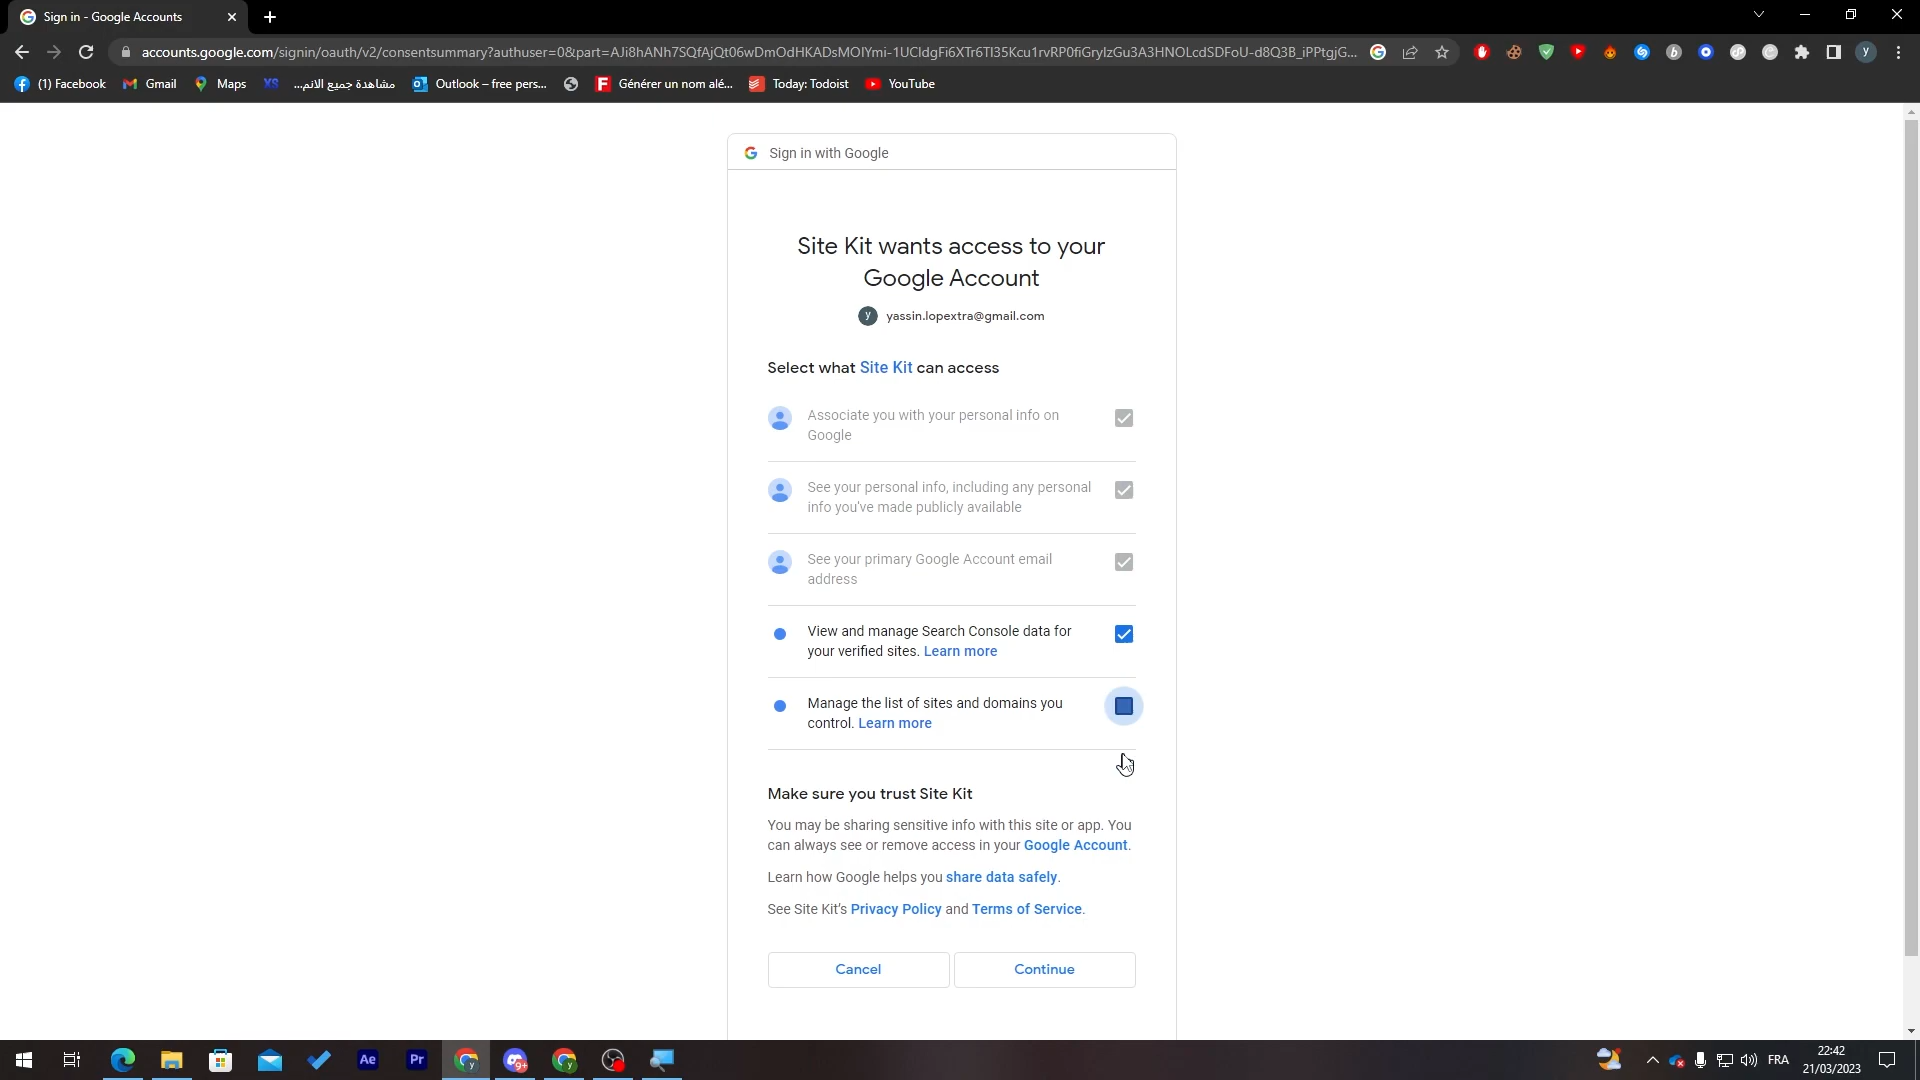 Sign in - Google Accounts
accounts.google.com/signin/oauth/v2/consentsummary?authuser=0&part=AJi8hANh7SQfAjQt06wDmOdHKADsMOlYmi-1UCIdgFi6XTr6Tl35Kcu1rvRP0fiGryIzGu3A3HNOLcdSDFoU-d8Q3B_iPPtgjG...
(1) Facebook Gmail Maps XS مشاهدة جميع الانم... Outlook – free pers... Générer un nom alé... Today: Todoist YouTube
Sign in with Google
Site Kit wants access to your
Google Account
y yassin.lopextra@gmail.com
Select what Site Kit can access
Associate you with your personal info on
Google
See your personal info, including any personal
info you've made publicly available
See your primary Google Account email
address
View and manage Search Console data for
your verified sites. Learn more
Manage the list of sites and domains you
control. Learn more
Make sure you trust Site Kit
You may be sharing sensitive info with this site or app. You
can always see or remove access in your Google Account.
Learn how Google helps you share data safely.
See Site Kit's Privacy Policy and Terms of Service.
Cancel Continue
Ae Pr 9+ FRA 22:42
21/03/2023